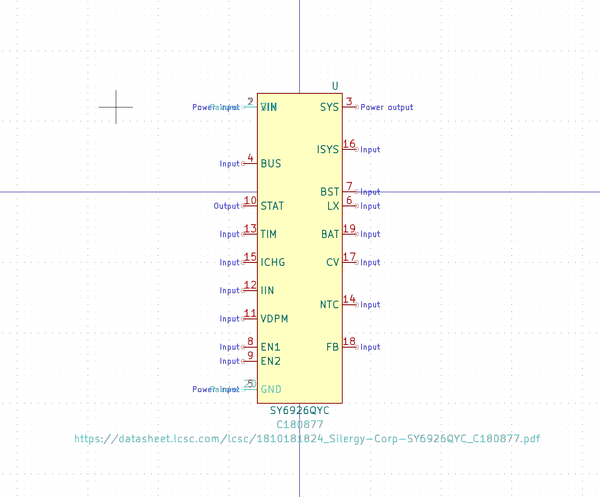 U
Power input 2 VIN SYS 3 Power output
ISYS 16 Input
Input 4 BUS
BST 7 Input
Output 10 STAT LX 6 Input
Input 13 TIM BAT 19 Input
Input 15 ICHG CV 17 Input
Input 12 IIN
NTC 14 Input
Input 11 VDPM
Input 8 EN1 FB 18 Input
Input 9 EN2
Power input 5 GND
SY6926QYC
C180877
https://datasheet.lcsc.com/lcsc/1810181824_Silergy-Corp-SY6926QYC_C180877.pdf